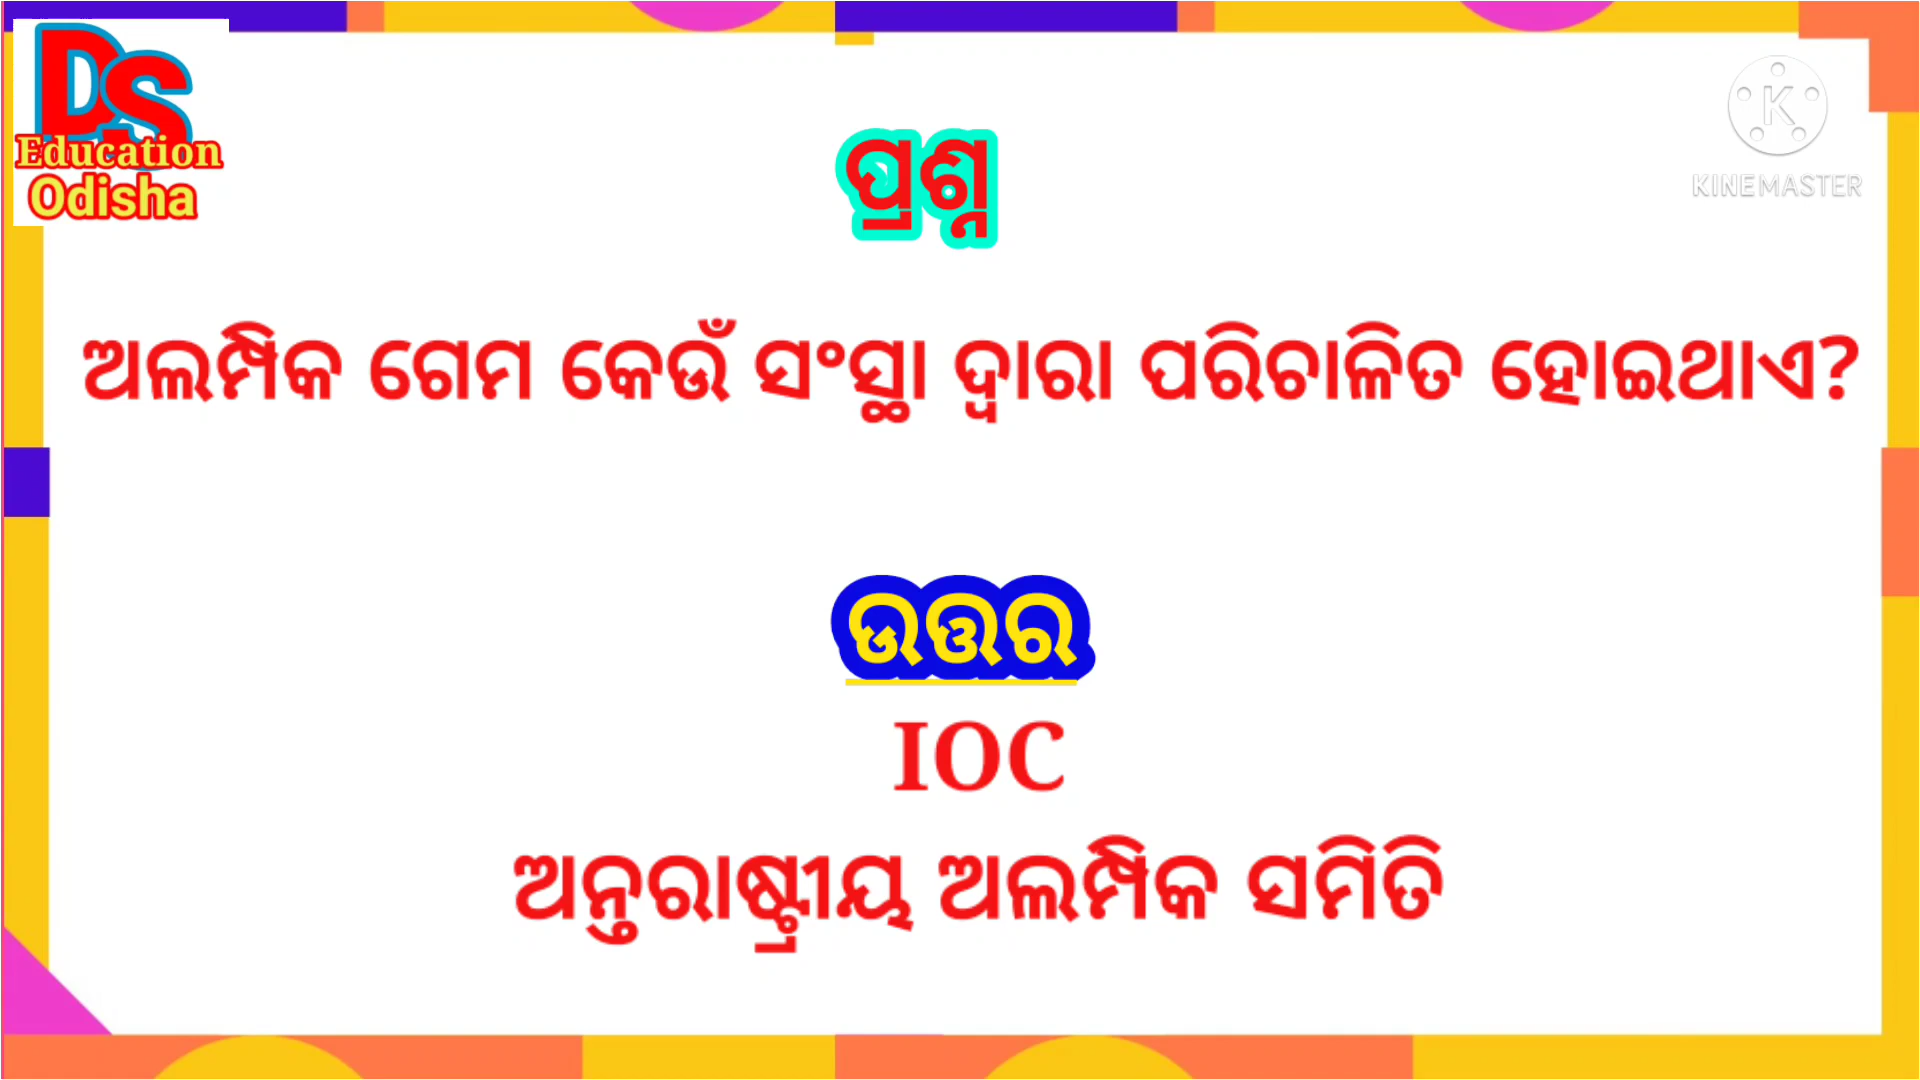 DS
Education
Odisha
KINEMASTER
ପ୍ରଶ୍ନ
ଅଲମ୍ପିକ ଗେମ କେଉଁ ସଂସ୍ଥା ଦ୍ୱାରା ପରିଚାଳିତ ହୋଇଥାଏ?
ଉତ୍ତର
IOC
ଅନ୍ତରାଷ୍ଟ୍ରୀୟ ଅଲମ୍ପିକ ସମିତି